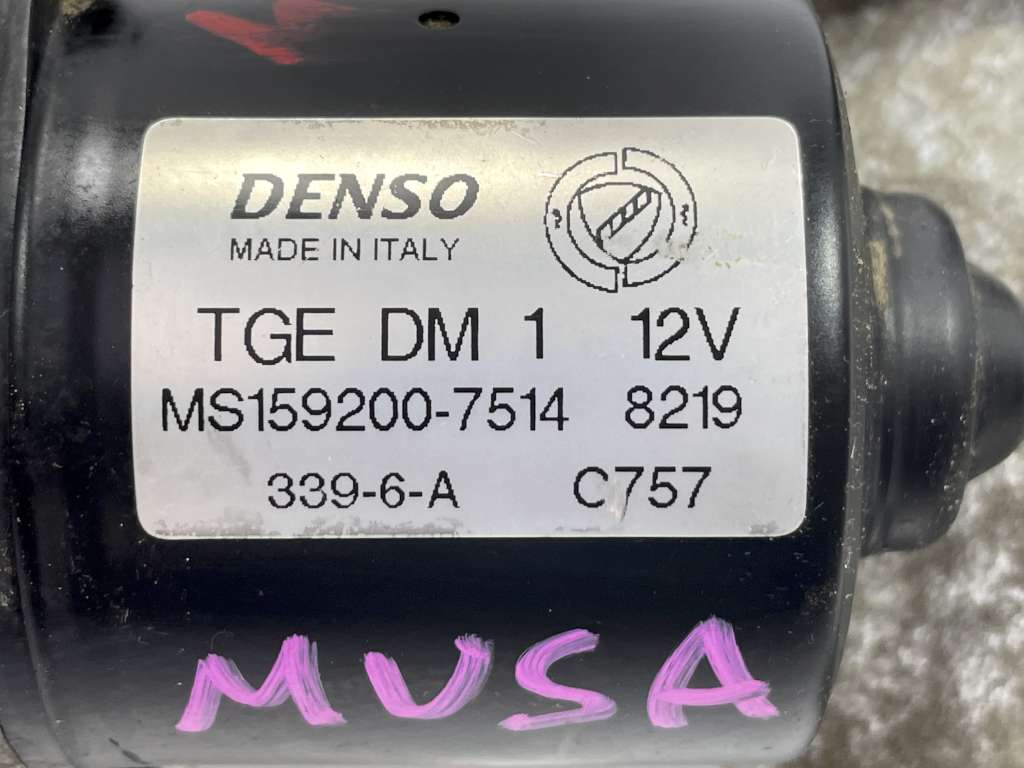 DENSO
MADE IN ITALY
TGE DM 1 12V
MS159200-7514 8219
339-6-A C757
MUSA